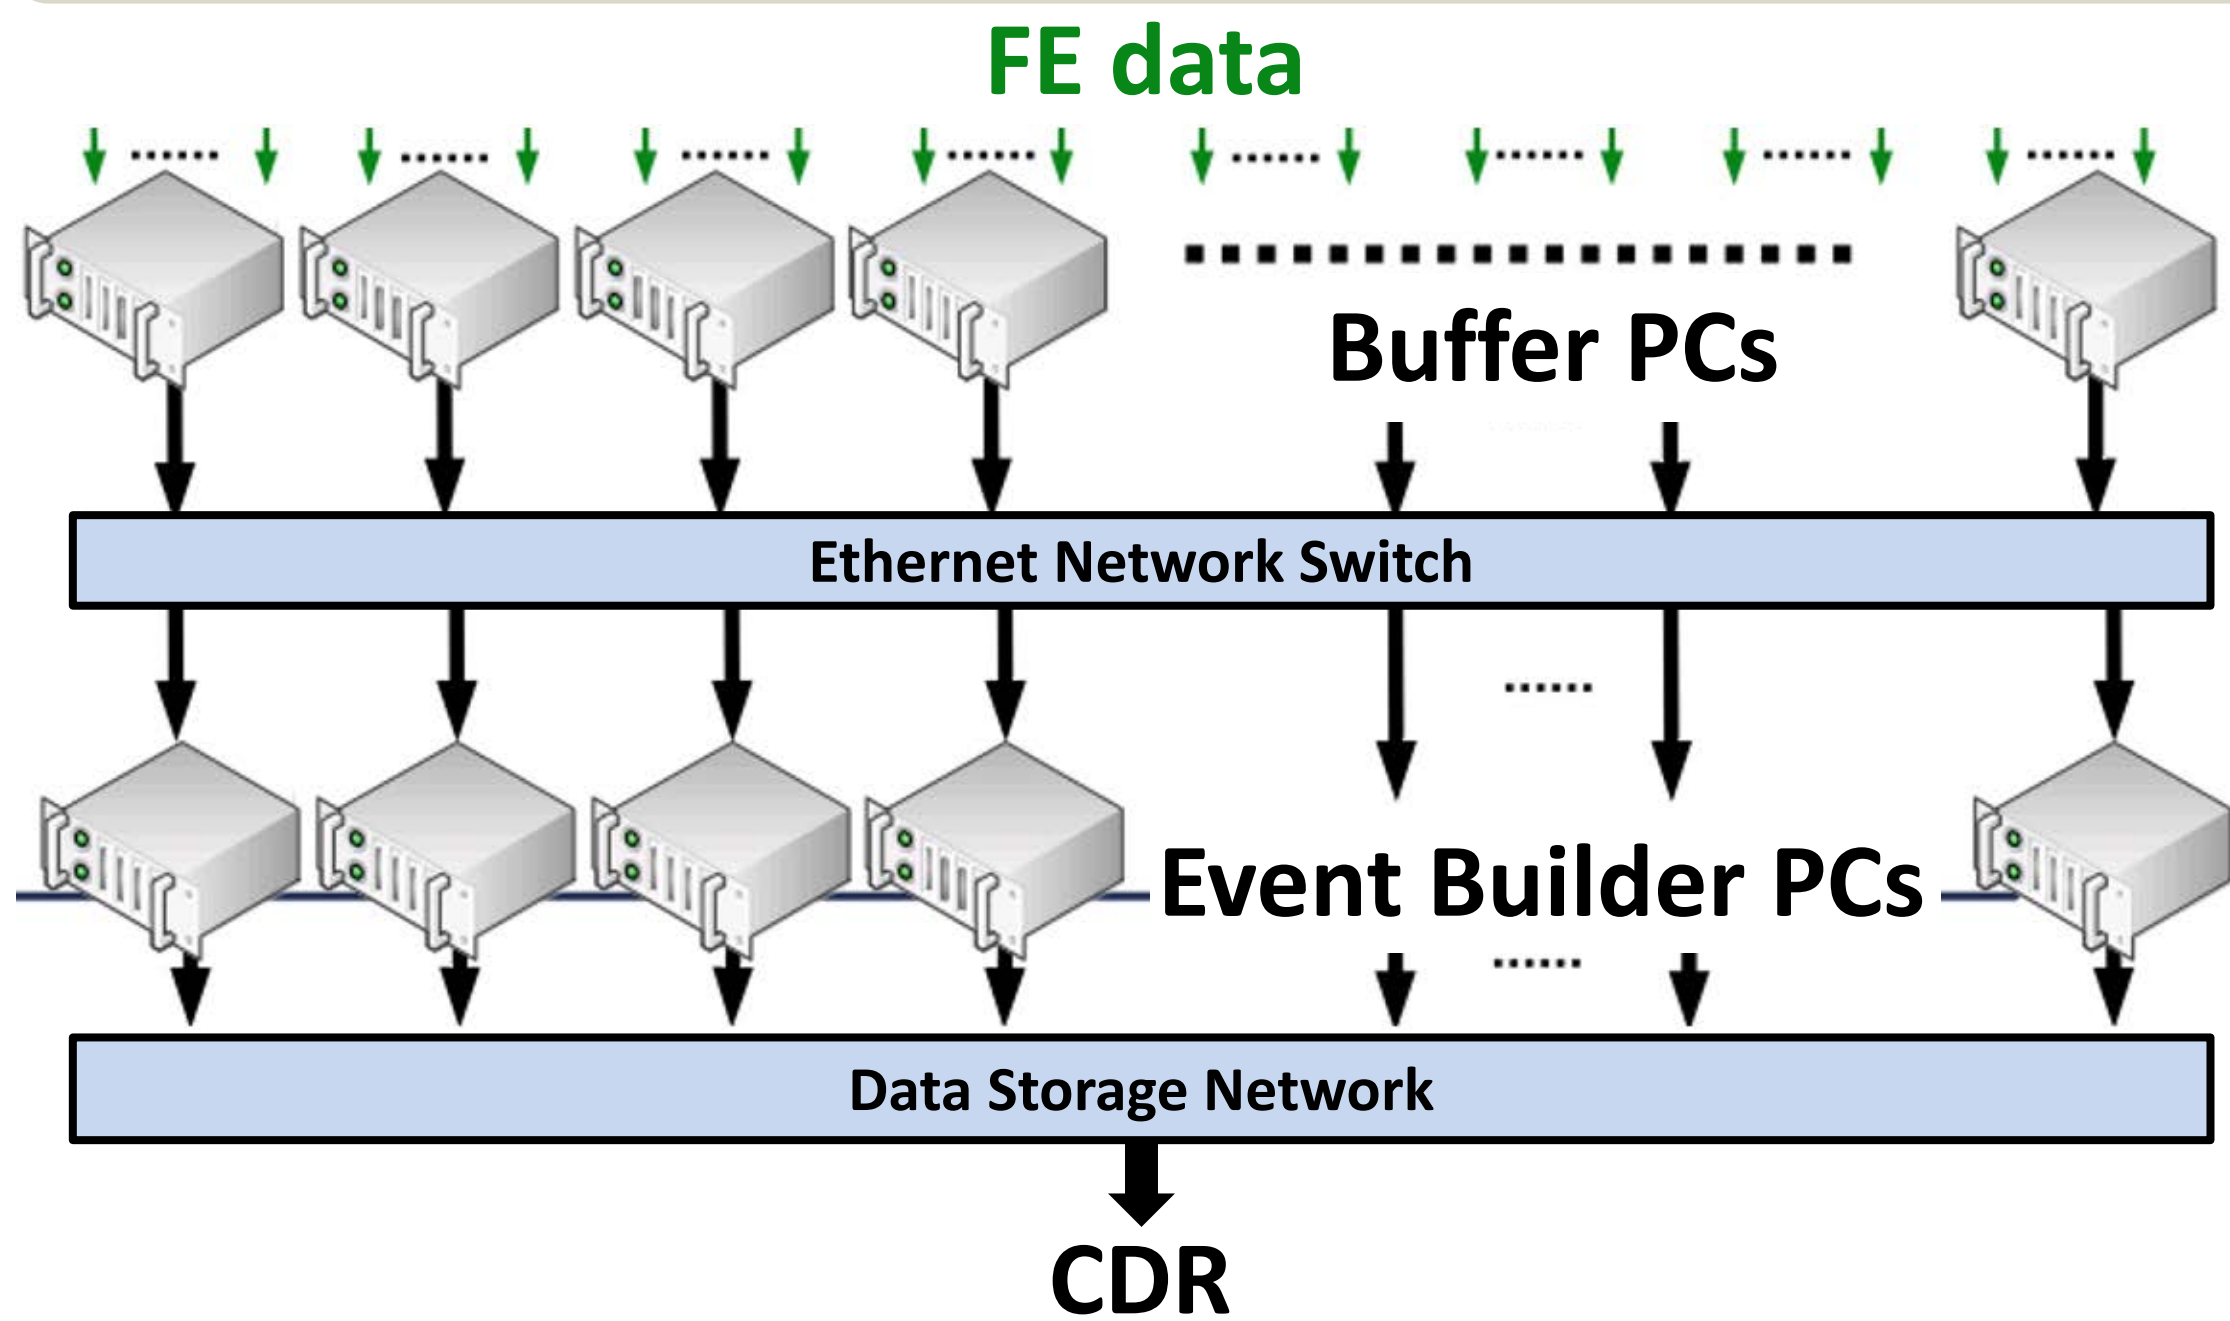 FE data
Buffer PCs
Ethernet Network Switch
Event Builder PCs
Data Storage Network
CDR